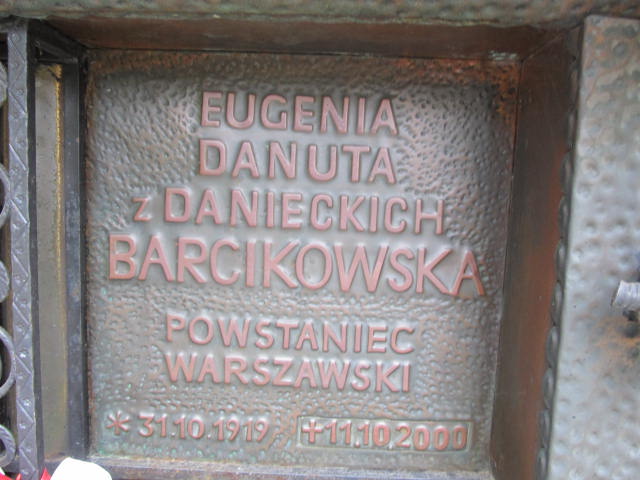 EUGENIA
DANUTA
z DANIECKICH
BARCIKOWSKA
POWSTANIEC
WARSZAWSKI
* 31.10.1919 +11.10.2000